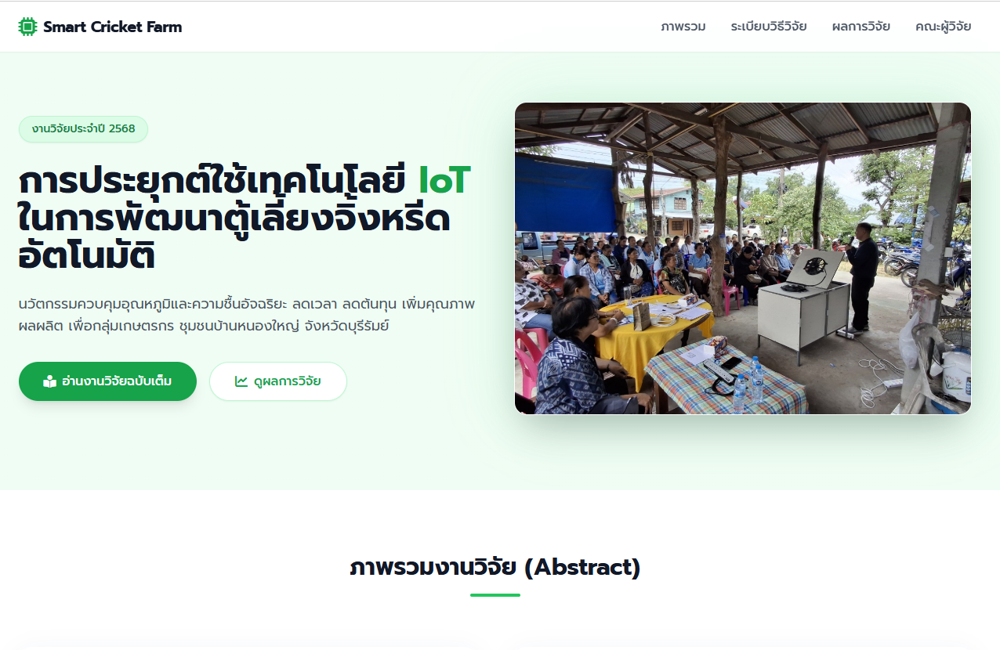 Smart Cricket Farm
ภาพรวม
ระเบียบวิธีวิจัย
ผลการวิจัย
คณะผู้วิจัย
งานวิจัยประจำปี 2568
การประยุกต์ใช้เทคโนโลยี IoT
ในการพัฒนาตู้เลี้ยงจิ้งหรีด
อัตโนมัติ
นวัตกรรมควบคุมอุณหภูมิและความชื้นอัจฉริยะ ลดเวลา ลดต้นทุน เพิ่มคุณภาพ
ผลผลิต เพื่อกลุ่มเกษตรกร ชุมชนบ้านหนองใหญ่ จังหวัดบุรีรัมย์
อ่านงานวิจัยฉบับเต็ม
ดูผลการวิจัย
ภาพรวมงานวิจัย (Abstract)